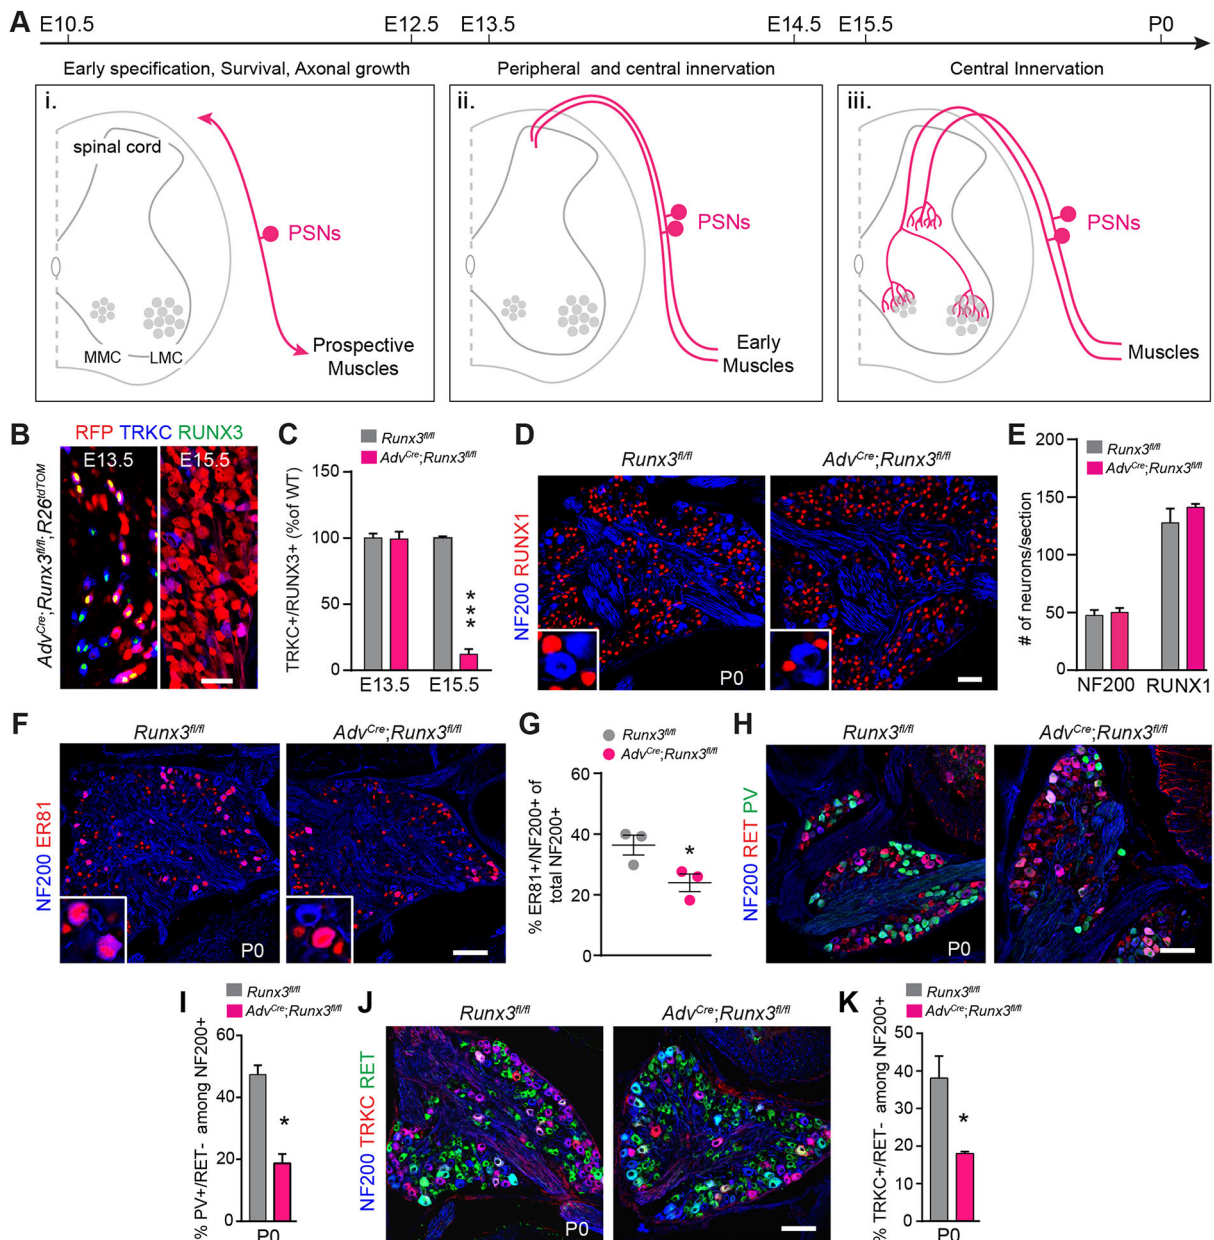 A
E10.5 E12.5 E13.5 E14.5 E15.5 P0
Early specification, Survival, Axonal growth
Peripheral and central innervation
Central Innervation
i.
spinal cord
PSNs
MMC LMC
Prospective
Muscles
ii.
PSNs
Early
Muscles
iii.
PSNs
Muscles
B
RFP TRKC RUNX3
E13.5 E15.5
AdvCre;Runx3fl/fl;R26tdTOM
C
Runx3fl/fl
AdvCre;Runx3fl/fl
TRKC+/RUNX3+ (%of WT)
150
100
50
0
***
E13.5 E15.5
D
Runx3fl/fl AdvCre;Runx3fl/fl
NF200 RUNX1
P0
E
Runx3fl/fl
AdvCre;Runx3fl/fl
# of neurons/section
200
150
100
50
0
NF200 RUNX1
F
Runx3fl/fl AdvCre;Runx3fl/fl
NF200 ER81
P0
G
Runx3fl/fl
AdvCre;Runx3fl/fl
% ER81+/NF200+ of
total NF200+
60
40
20
0
*
H
Runx3fl/fl AdvCre;Runx3fl/fl
NF200 RET PV
P0
I
Runx3fl/fl
AdvCre;Runx3fl/fl
% PV+/RET- among NF200+
60
40
20
0
*
P0
J
Runx3fl/fl AdvCre;Runx3fl/fl
NF200 TRKC RET
P0
K
Runx3fl/fl
AdvCre;Runx3fl/fl
% TRKC+/RET- among NF200+
50
40
30
20
10
0
*
P0